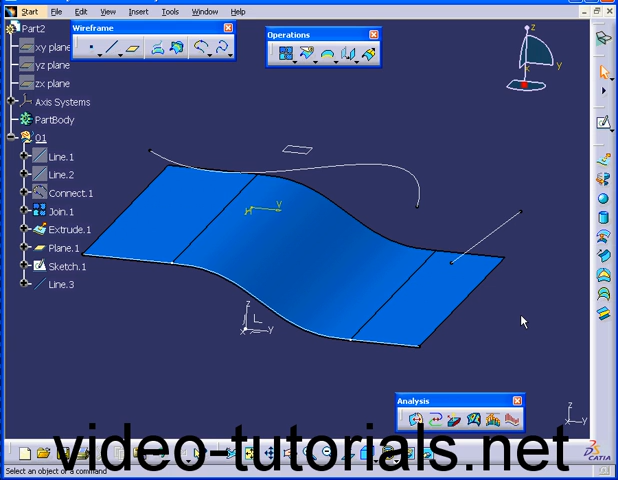 Start File Edit View Insert Tools Window Help
Part2
Wireframe
Operations
xy plane
yz plane
zx plane
Axis Systems
PartBody
01
Line.1
Line.2
Connect.1
Join.1
Extrude.1
Plane.1
Sketch.1
Line.3
z
y
x
V
H
z
x
y
Analysis
z
x
y
video-tutorials.net
CATIA
Select an object or a command